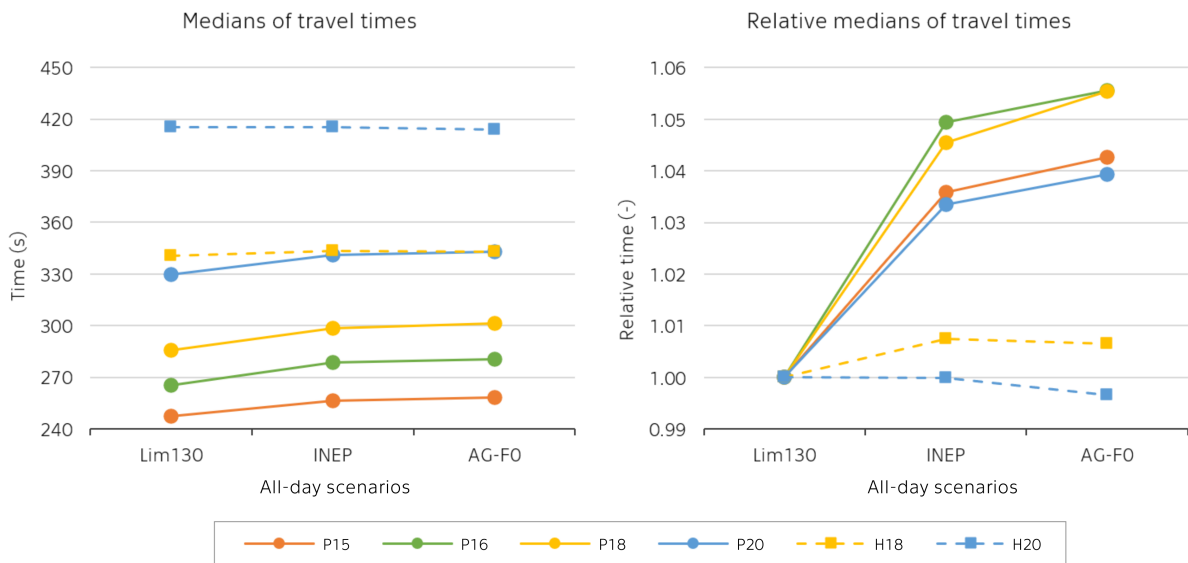 Medians of travel times
450
420
390
360
330
300
270
240
Time (s)
Lim130 INEP AG-F0
All-day scenarios
Relative medians of travel times
1.06
1.05
1.04
1.03
1.02
1.01
1.00
0.99
Relative time (-)
Lim130 INEP AG-F0
All-day scenarios
P15 P16 P18 P20 H18 H20